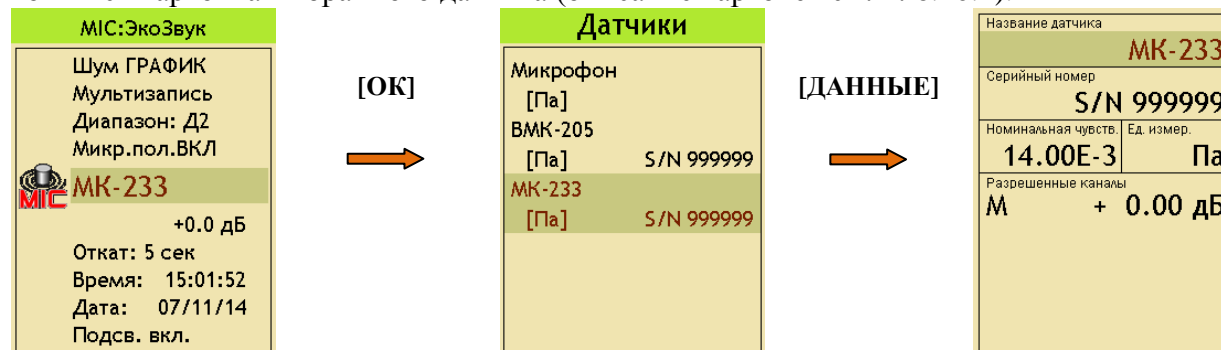 MIC:ЭкоЗвук
Шум ГРАФИК
Мультизапись
Диапазон: Д2
Микр.пол.ВКЛ
MIC
МК-233
+0.0 дБ
Откат: 5 сек
Время: 15:01:52
Дата: 07/11/14
Подсв. вкл.
[ОК]
Датчики
Микрофон
[Па]
ВМК-205
[Па] S/N 999999
МК-233
[Па] S/N 999999
[ДАННЫЕ]
Название датчика
МК-233
Серийный номер
S/N 999999
Номинальная чувств. Ед. измер.
14.00E-3 Па
Разрешенные каналы
М + 0.00 дБ